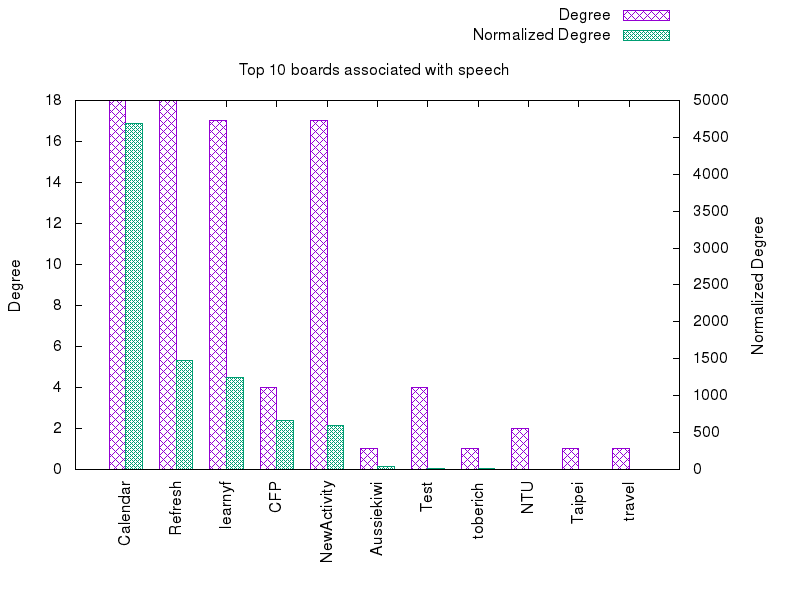 Degree
Normalized Degree
Top 10 boards associated with speech
18
16
14
12
10
8
6
4
2
0
Degree
5000
4500
4000
3500
3000
2500
2000
1500
1000
500
0
Normalized Degree
Calendar
Refresh
learnyf
CFP
NewActivity
Aussiekiwi
Test
toberich
NTU
Taipei
travel